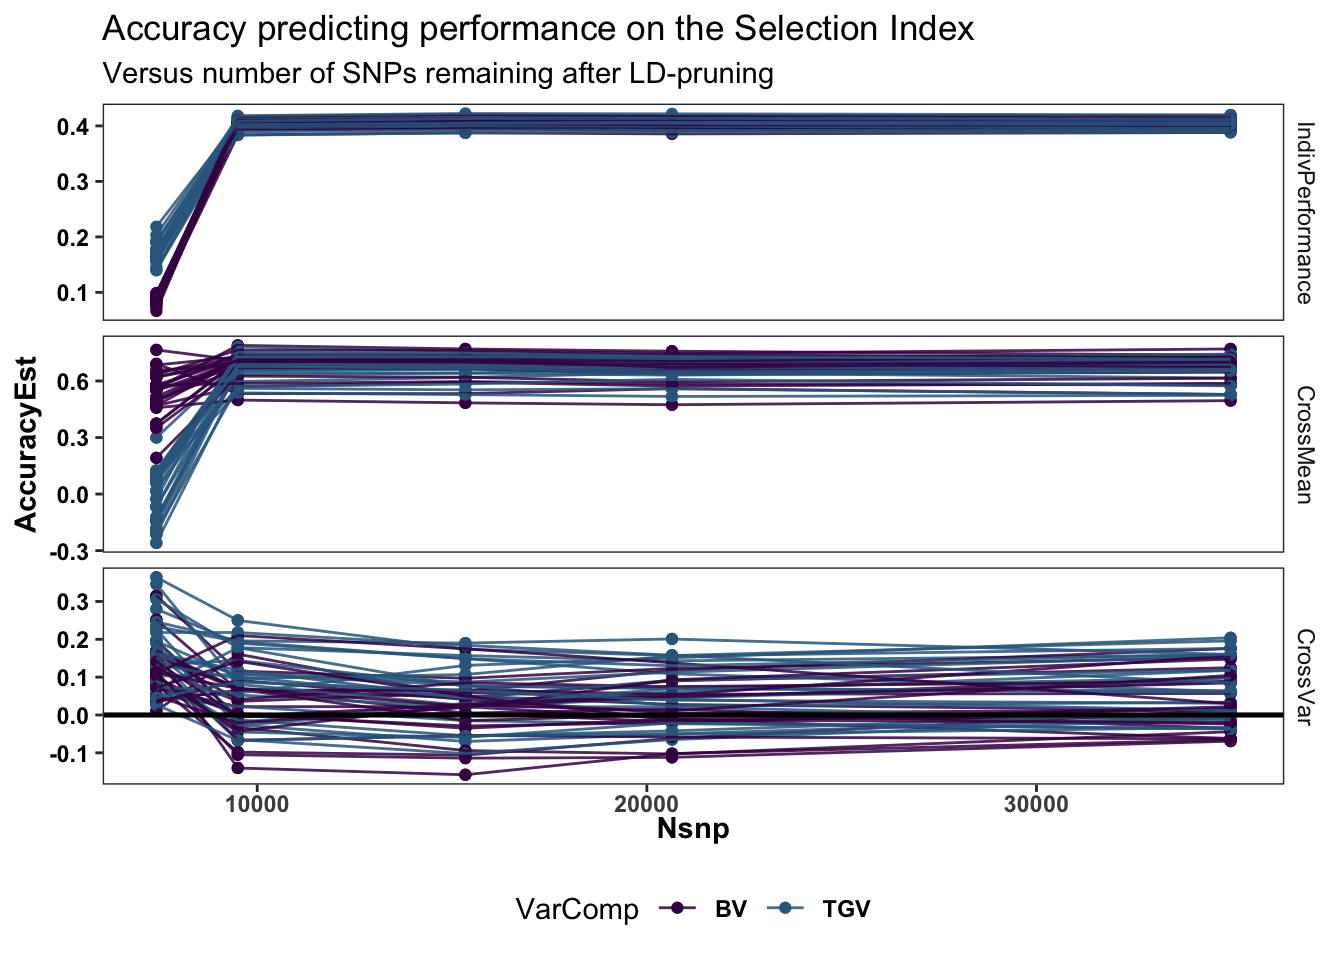 Accuracy predicting performance on the Selection Index
Versus number of SNPs remaining after LD-pruning
AccuracyEst
0.4
0.3
0.2
0.1
IndivPerformance
0.6
0.3
0.0
-0.3
CrossMean
0.3
0.2
0.1
0.0
-0.1
CrossVar
10000 20000 30000
Nsnp
VarComp BV TGV